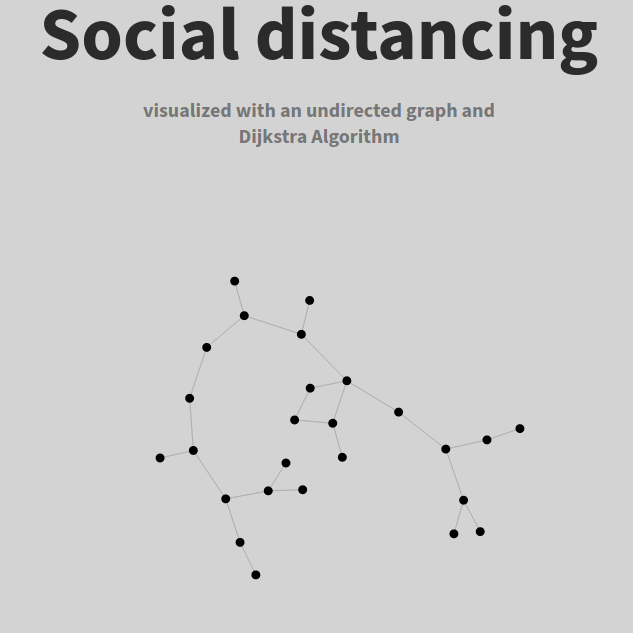 Social distancing
visualized with an undirected graph and
Dijkstra Algorithm